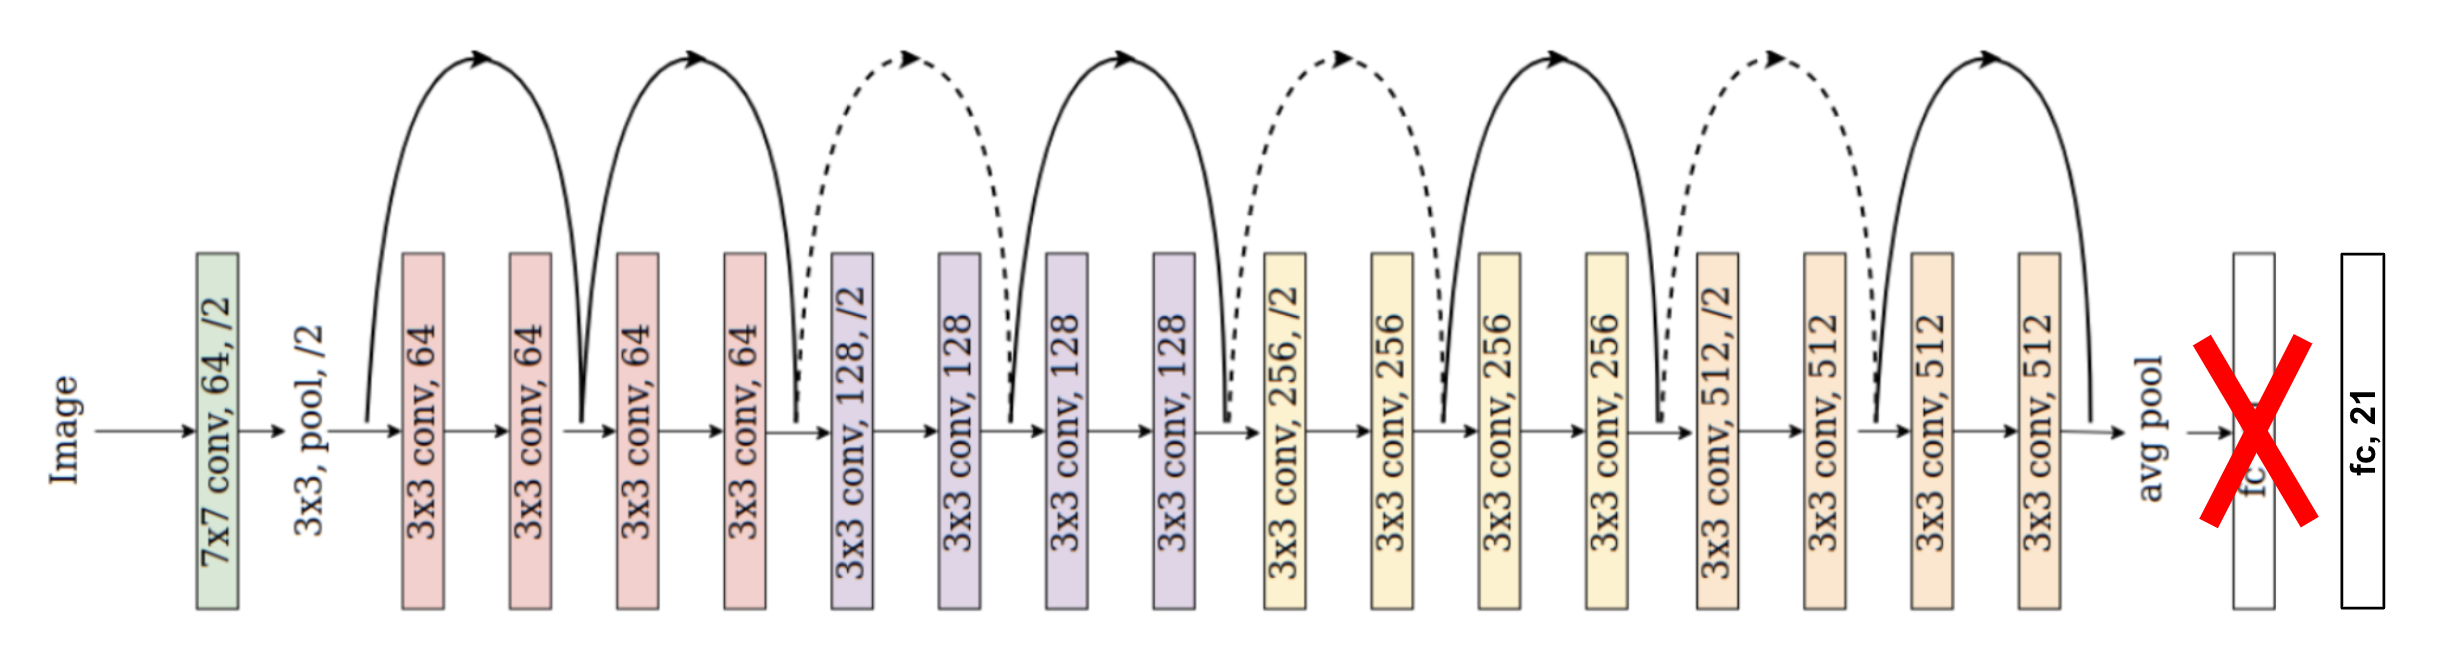 Image
7x7 conv, 64, /2
3x3, pool, /2
3x3 conv, 64
3x3 conv, 64
3x3 conv, 64
3x3 conv, 64
3x3 conv, 128, /2
3x3 conv, 128
3x3 conv, 128
3x3 conv, 128
3x3 conv, 256, /2
3x3 conv, 256
3x3 conv, 256
3x3 conv, 256
3x3 conv, 512, /2
3x3 conv, 512
3x3 conv, 512
3x3 conv, 512
avg pool
fc
fc, 21